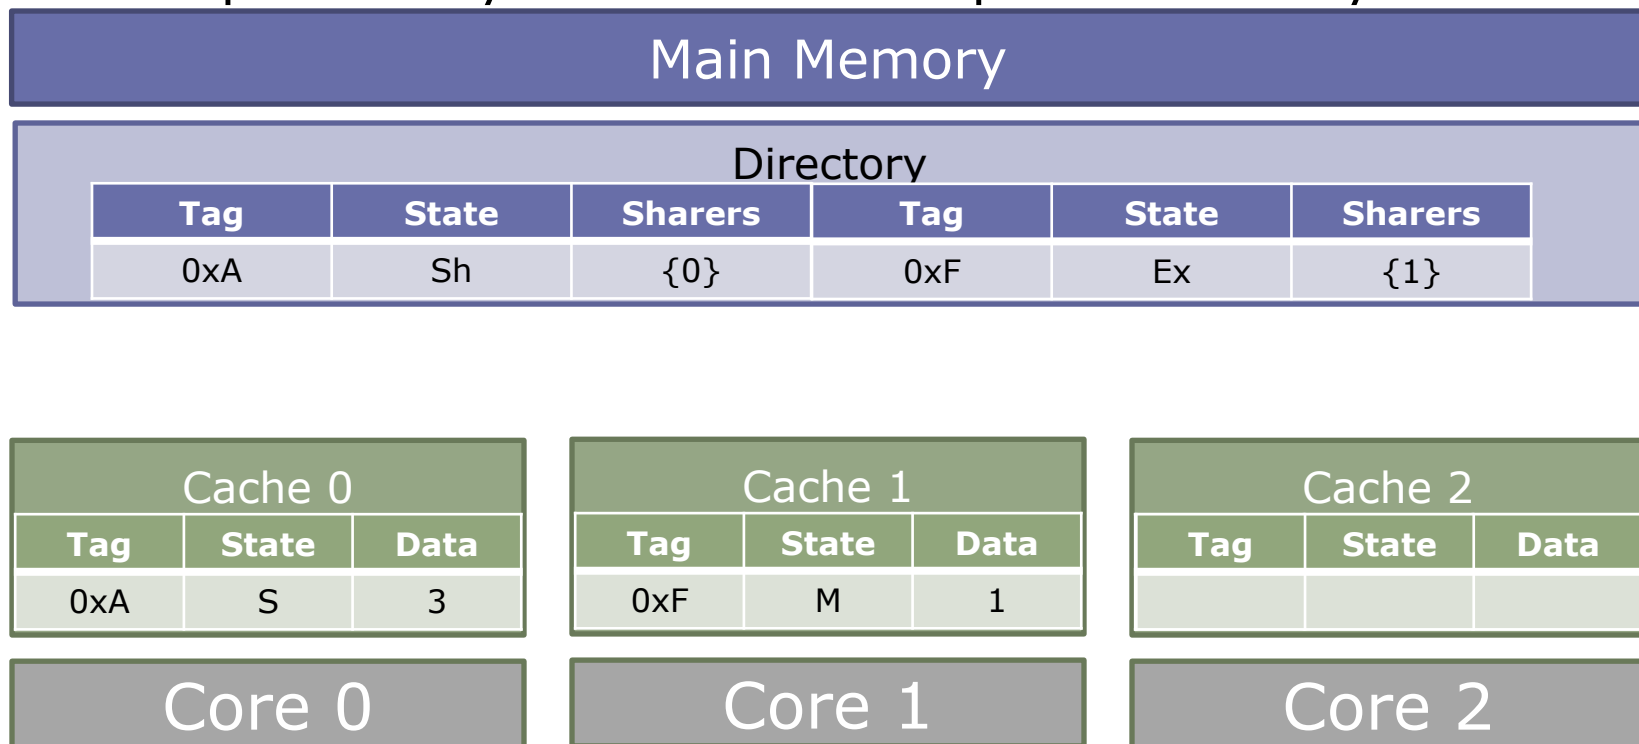 Main Memory
Directory
Tag State Sharers Tag State Sharers
0xA Sh {0} 0xF Ex {1}
Cache 0 Cache 1 Cache 2
Tag State Data Tag State Data Tag State Data
0xA S 3 0xF M 1
Core 0 Core 1 Core 2